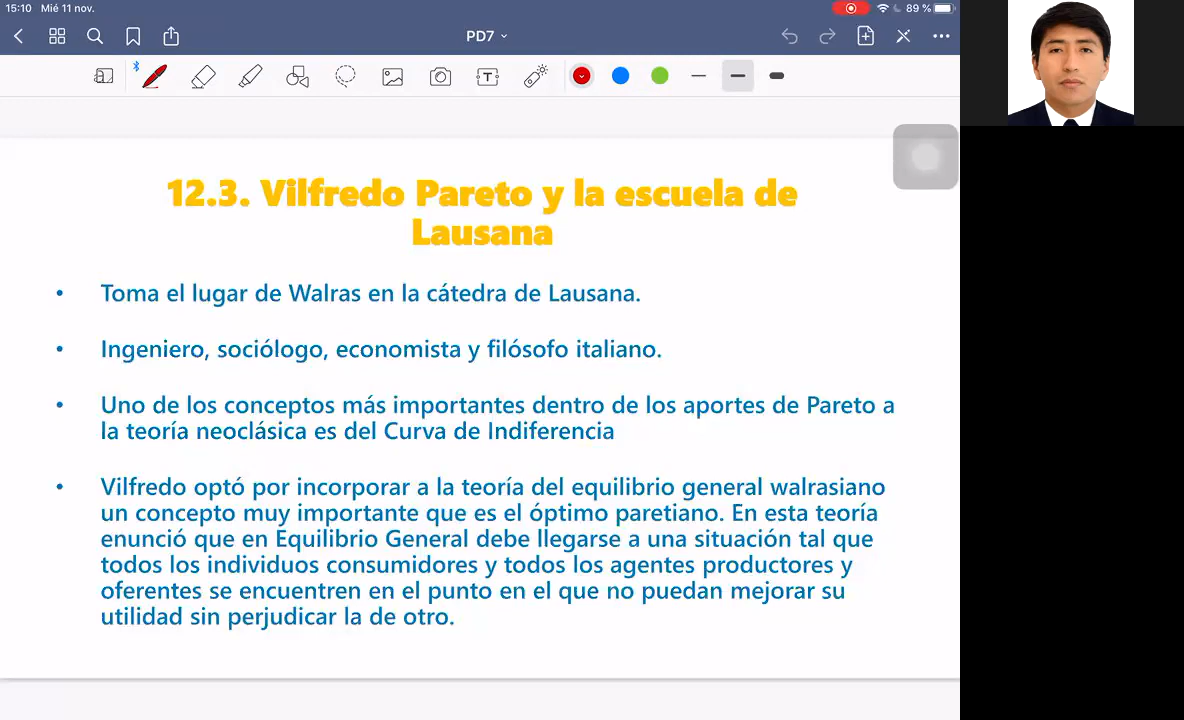 15:10 Mié 11 nov.
89 %
PD7
T
12.3. Vilfredo Pareto y la escuela de
Lausana
• Toma el lugar de Walras en la cátedra de Lausana.
• Ingeniero, sociólogo, economista y filósofo italiano.
• Uno de los conceptos más importantes dentro de los aportes de Pareto a
la teoría neoclásica es del Curva de Indiferencia
• Vilfredo optó por incorporar a la teoría del equilibrio general walrasiano
un concepto muy importante que es el óptimo paretiano. En esta teoría
enunció que en Equilibrio General debe llegarse a una situación tal que
todos los individuos consumidores y todos los agentes productores y
oferentes se encuentren en el punto en el que no puedan mejorar su
utilidad sin perjudicar la de otro.